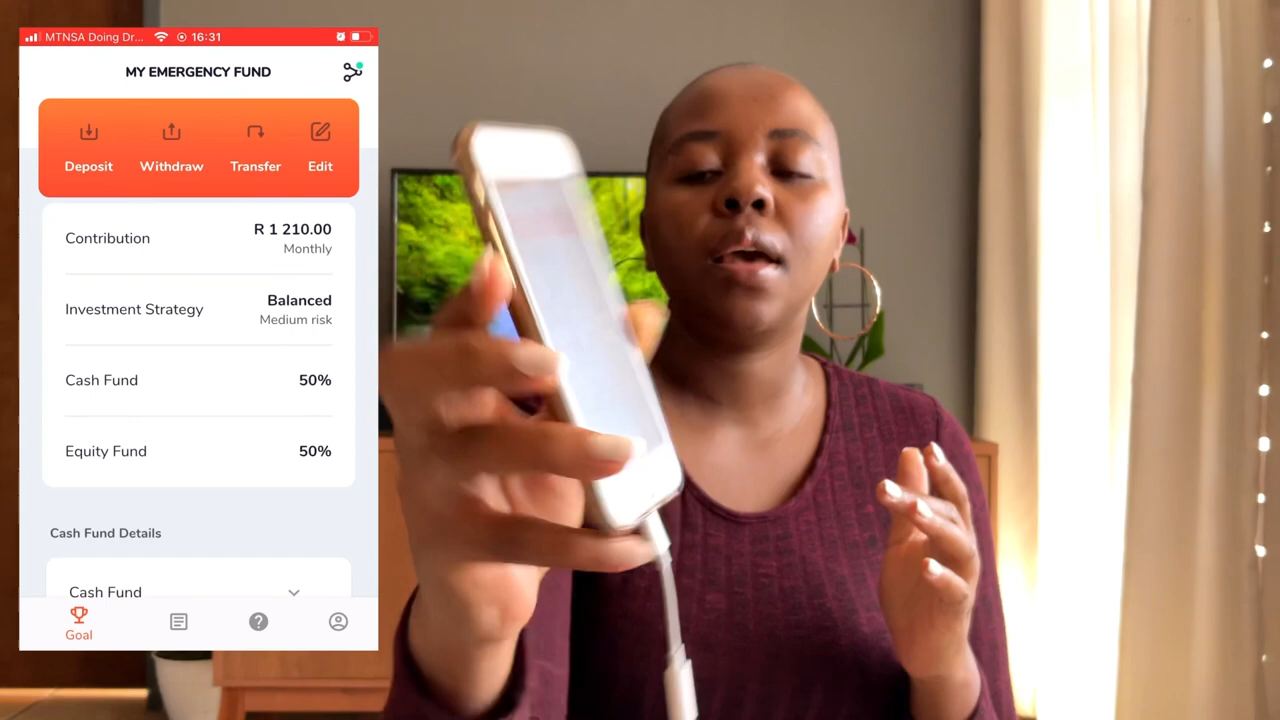 MTNSA Doing Dr... 16:31
MY EMERGENCY FUND
Deposit Withdraw Transfer Edit
Contribution R 1 210.00
Monthly
Investment Strategy Balanced
Medium risk
Cash Fund 50%
Equity Fund 50%
Cash Fund Details
Cash Fund
Goal